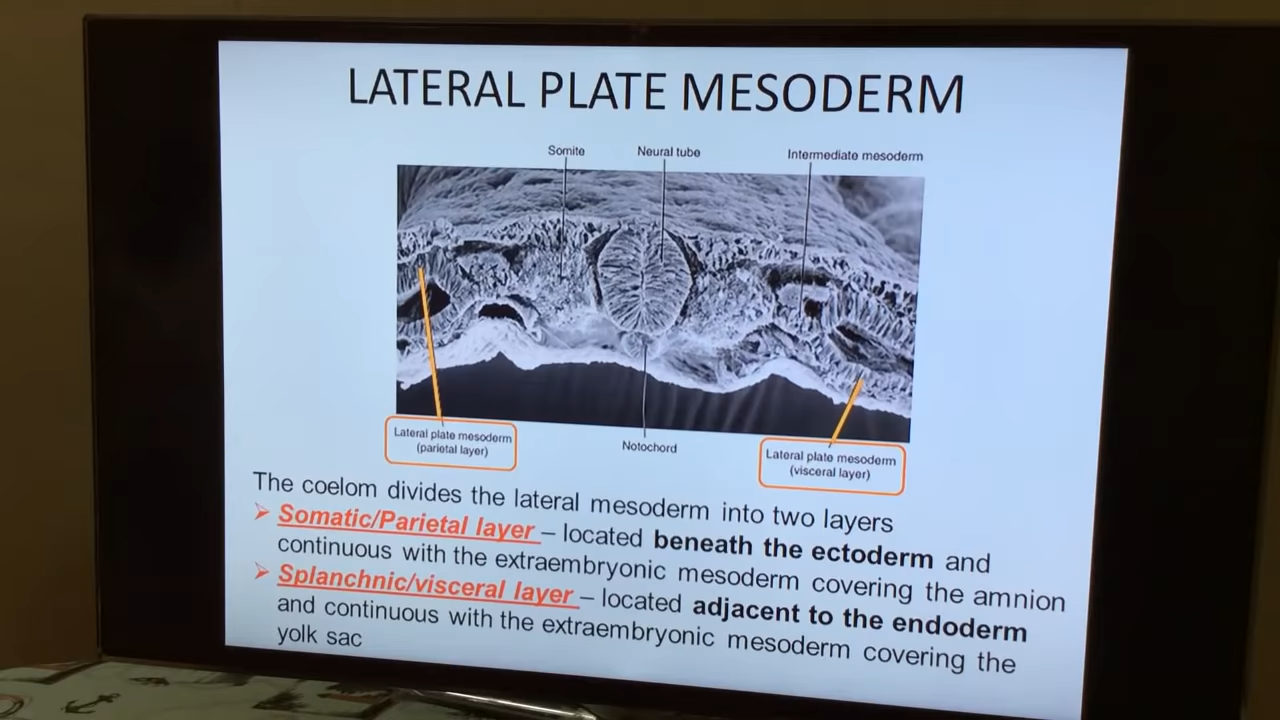 LATERAL PLATE MESODERM
Somite
Neural tube
Intermediate mesoderm
Lateral plate mesoderm
(parietal layer)
Notochord
Lateral plate mesoderm
(visceral layer)
The coelom divides the lateral mesoderm into two layers
➢ Somatic/Parietal layer – located beneath the ectoderm and
continuous with the extraembryonic mesoderm covering the amnion
➢ Splanchnic/visceral layer – located adjacent to the endoderm
and continuous with the extraembryonic mesoderm covering the
yolk sac